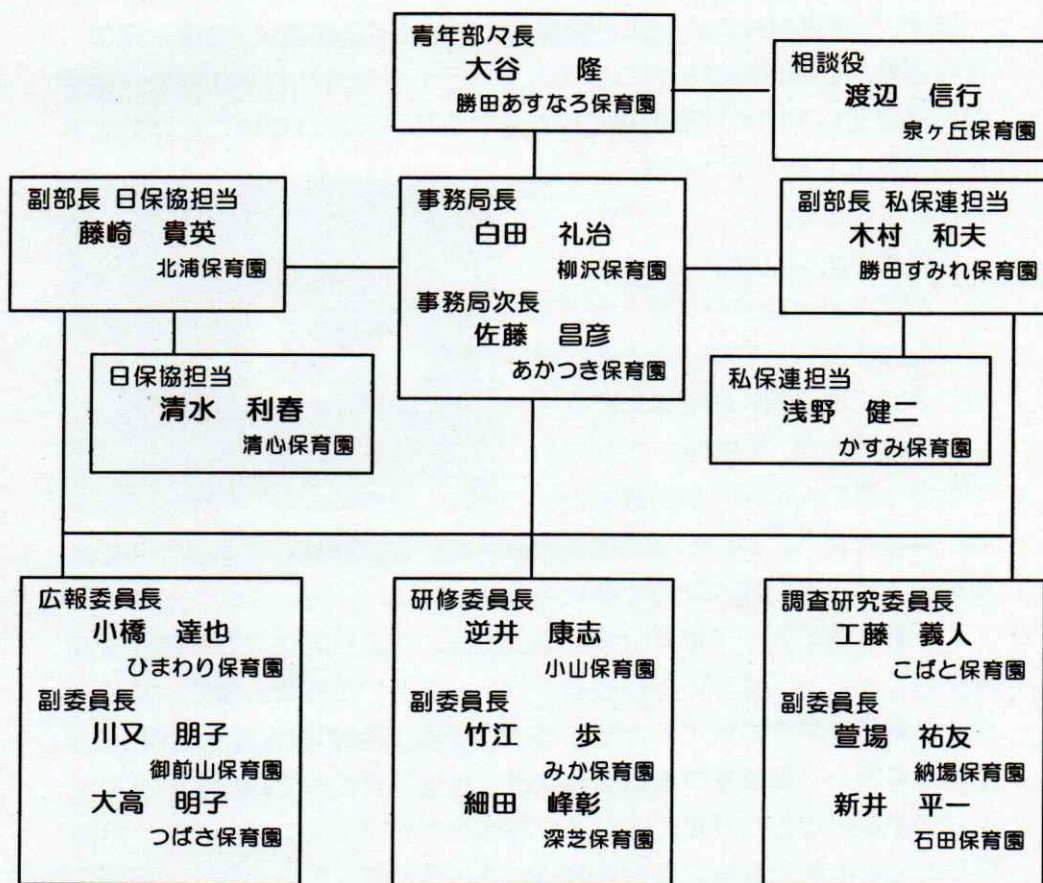 青年部々長
大谷 隆
勝田あすなろ保育園
相談役
渡辺 信行
泉ヶ丘保育園
副部長 日保協担当
藤崎 貴英
北浦保育園
事務局長
白田 礼治
柳沢保育園
事務局次長
佐藤 昌彦
あかつき保育園
副部長 私保連担当
木村 和夫
勝田すみれ保育園
日保協担当
清水 利春
清心保育園
私保連担当
浅野 健二
かすみ保育園
広報委員長
小橋 達也
ひまわり保育園
副委員長
川又 朋子
御前山保育園
大高 明子
つばさ保育園
研修委員長
逆井 康志
小山保育園
副委員長
竹江 歩
みか保育園
細田 峰彰
深芝保育園
調査研究委員長
工藤 義人
こばと保育園
副委員長
萱場 祐友
納場保育園
新井 平一
石田保育園